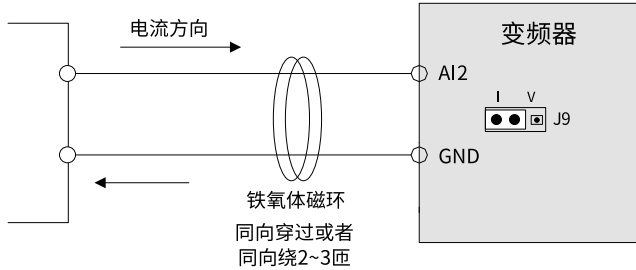 电流方向
变频器
AI2
I V
J9
GND
铁氧体磁环
同向穿过或者
同向绕2~3匝